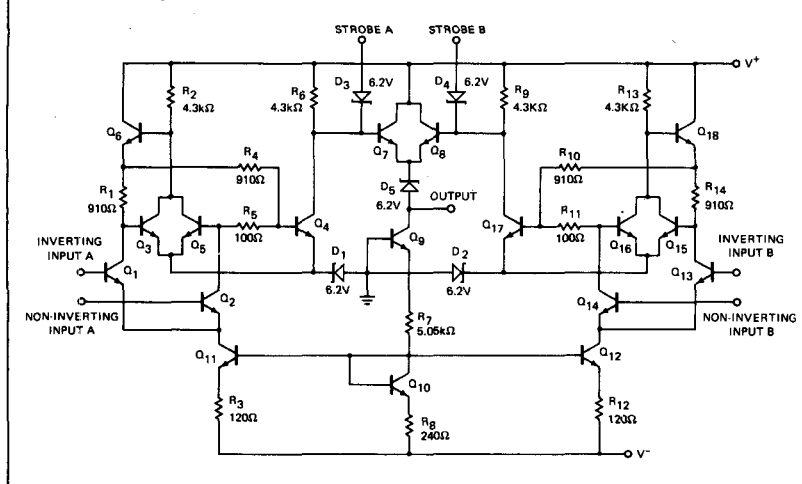 STROBE A
STROBE B
V+
R2
4.3kΩ
R6
4.3kΩ
D3
6.2V
D4
6.2V
R9
4.3KΩ
R13
4.3KΩ
Q6
Q7
Q8
Q18
R4
910Ω
R10
910Ω
R1
910Ω
D5
6.2V
OUTPUT
R14
910Ω
R5
100Ω
R11
100Ω
Q3
Q5
Q4
Q9
Q17
Q16
Q15
INVERTING
INPUT A
Q1
D1
6.2V
D2
6.2V
Q13
INVERTING
INPUT B
NON-INVERTING
INPUT A
Q2
Q14
NON-INVERTING
INPUT B
R7
5.05kΩ
Q11
Q10
Q12
R3
120Ω
R8
240Ω
R12
120Ω
V-